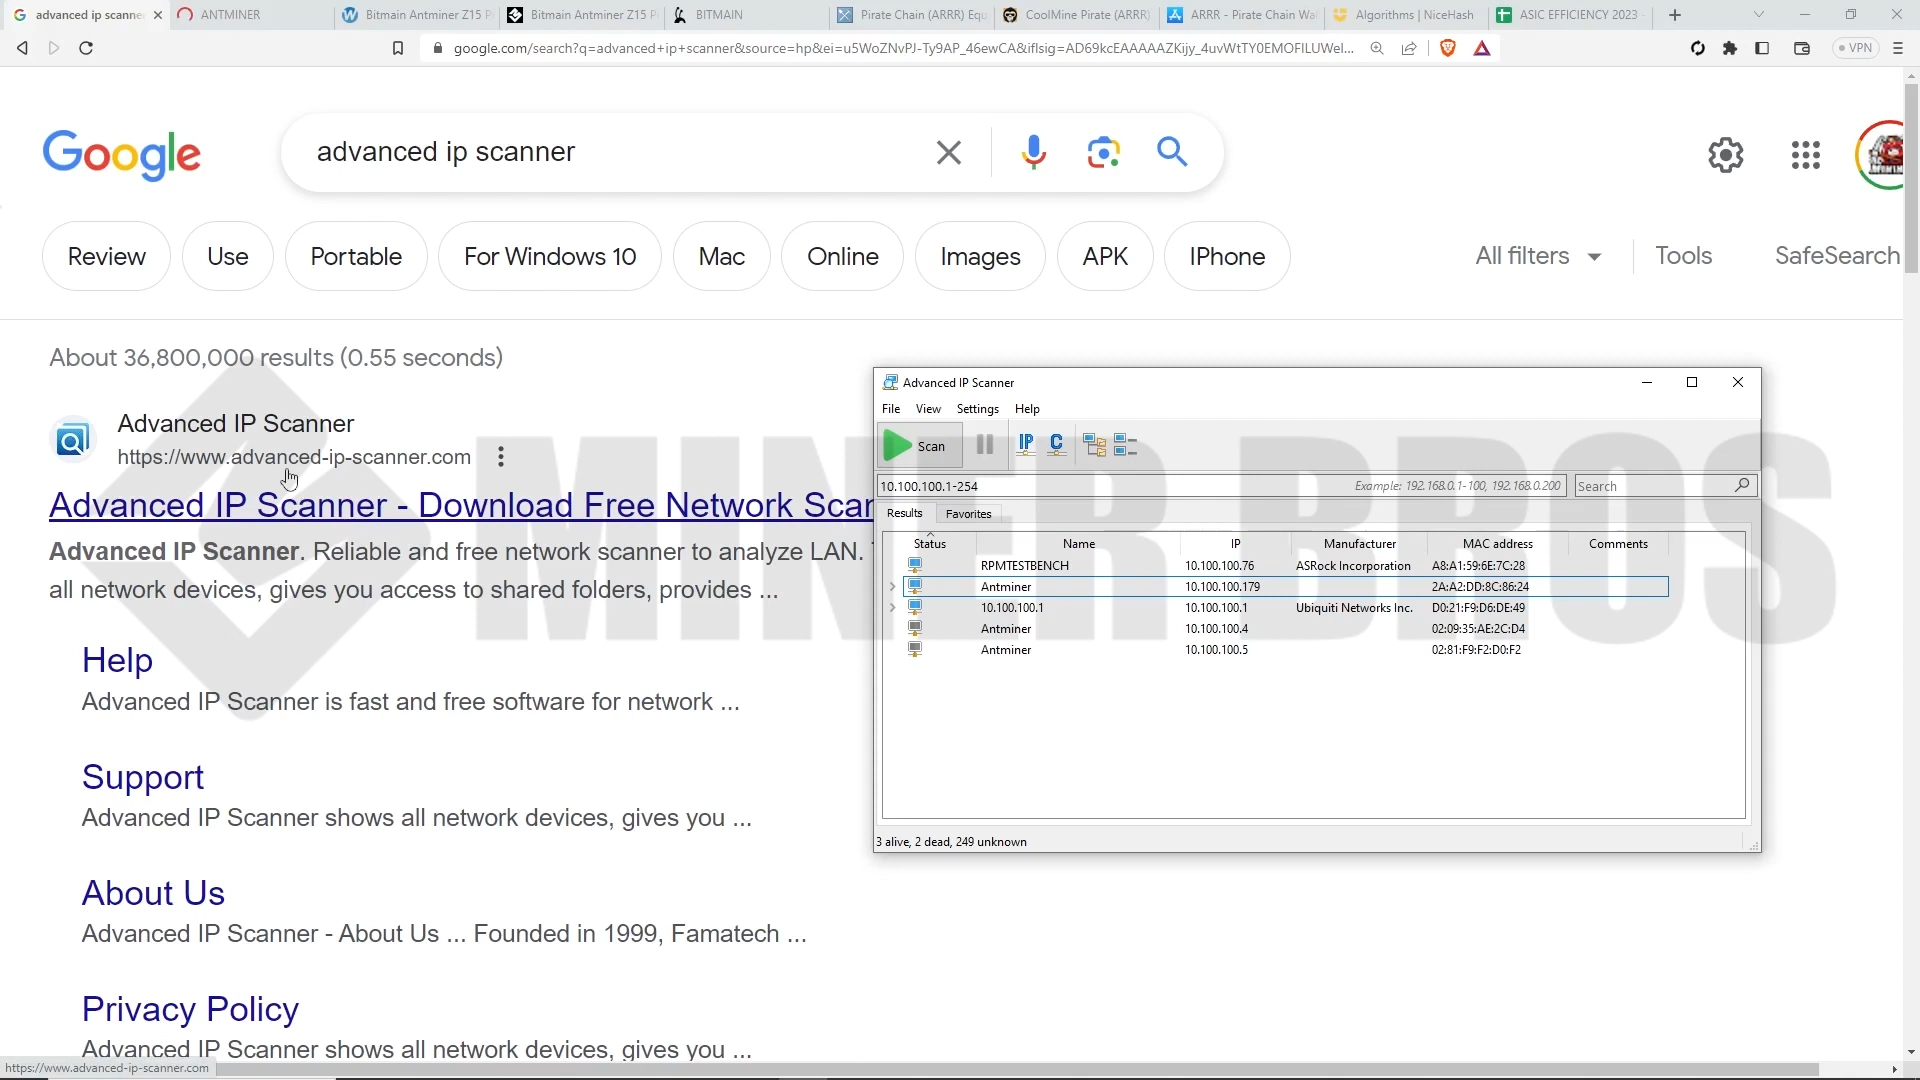 advanced ip scanner
ANTMINER
Bitmain Antminer Z15 P
Bitmain Antminer Z15 P
BITMAIN
Pirate Chain (ARRR) Equ
CoolMine Pirate (ARRR)
ARRR - Pirate Chain Wal
Algorithms | NiceHash
ASIC EFFICIENCY 2023 -
google.com/search?q=advanced+ip+scanner&source=hp&ei=u5WoZNvPJ-Ty9AP_46ewCA&iflsig=AD69kcEAAAAAZKijy_4uvWtTY0EMOFILUWeI...
VPN
Google
advanced ip scanner
Review
Use
Portable
For Windows 10
Mac
Online
Images
APK
IPhone
All filters
Tools
SafeSearch
About 36,800,000 results (0.55 seconds)
Advanced IP Scanner
https://www.advanced-ip-scanner.com
Advanced IP Scanner - Download Free Network Scan
Advanced IP Scanner. Reliable and free network scanner to analyze LAN.
all network devices, gives you access to shared folders, provides ...
Help
Advanced IP Scanner is fast and free software for network ...
Support
Advanced IP Scanner shows all network devices, gives you ...
About Us
Advanced IP Scanner - About Us ... Founded in 1999, Famatech ...
Privacy Policy
Advanced IP Scanner shows all network devices, gives you ...
https://www.advanced-ip-scanner.com
Advanced IP Scanner
File View Settings Help
Scan
IP C
10.100.100.1-254
Example: 192.168.0.1-100, 192.168.0.200
Search
Results Favorites
Status Name IP Manufacturer MAC address Comments
RPMTESTBENCH 10.100.100.76 ASRock Incorporation A8:A1:59:6E:7C:28
Antminer 10.100.100.179 2A:A2:DD:8C:86:24
10.100.100.1 10.100.100.1 Ubiquiti Networks Inc. D0:21:F9:D6:DE:49
Antminer 10.100.100.4 02:09:35:AE:2C:D4
Antminer 10.100.100.5 02:81:F9:F2:D0:F2
3 alive, 2 dead, 249 unknown
MINER BROS